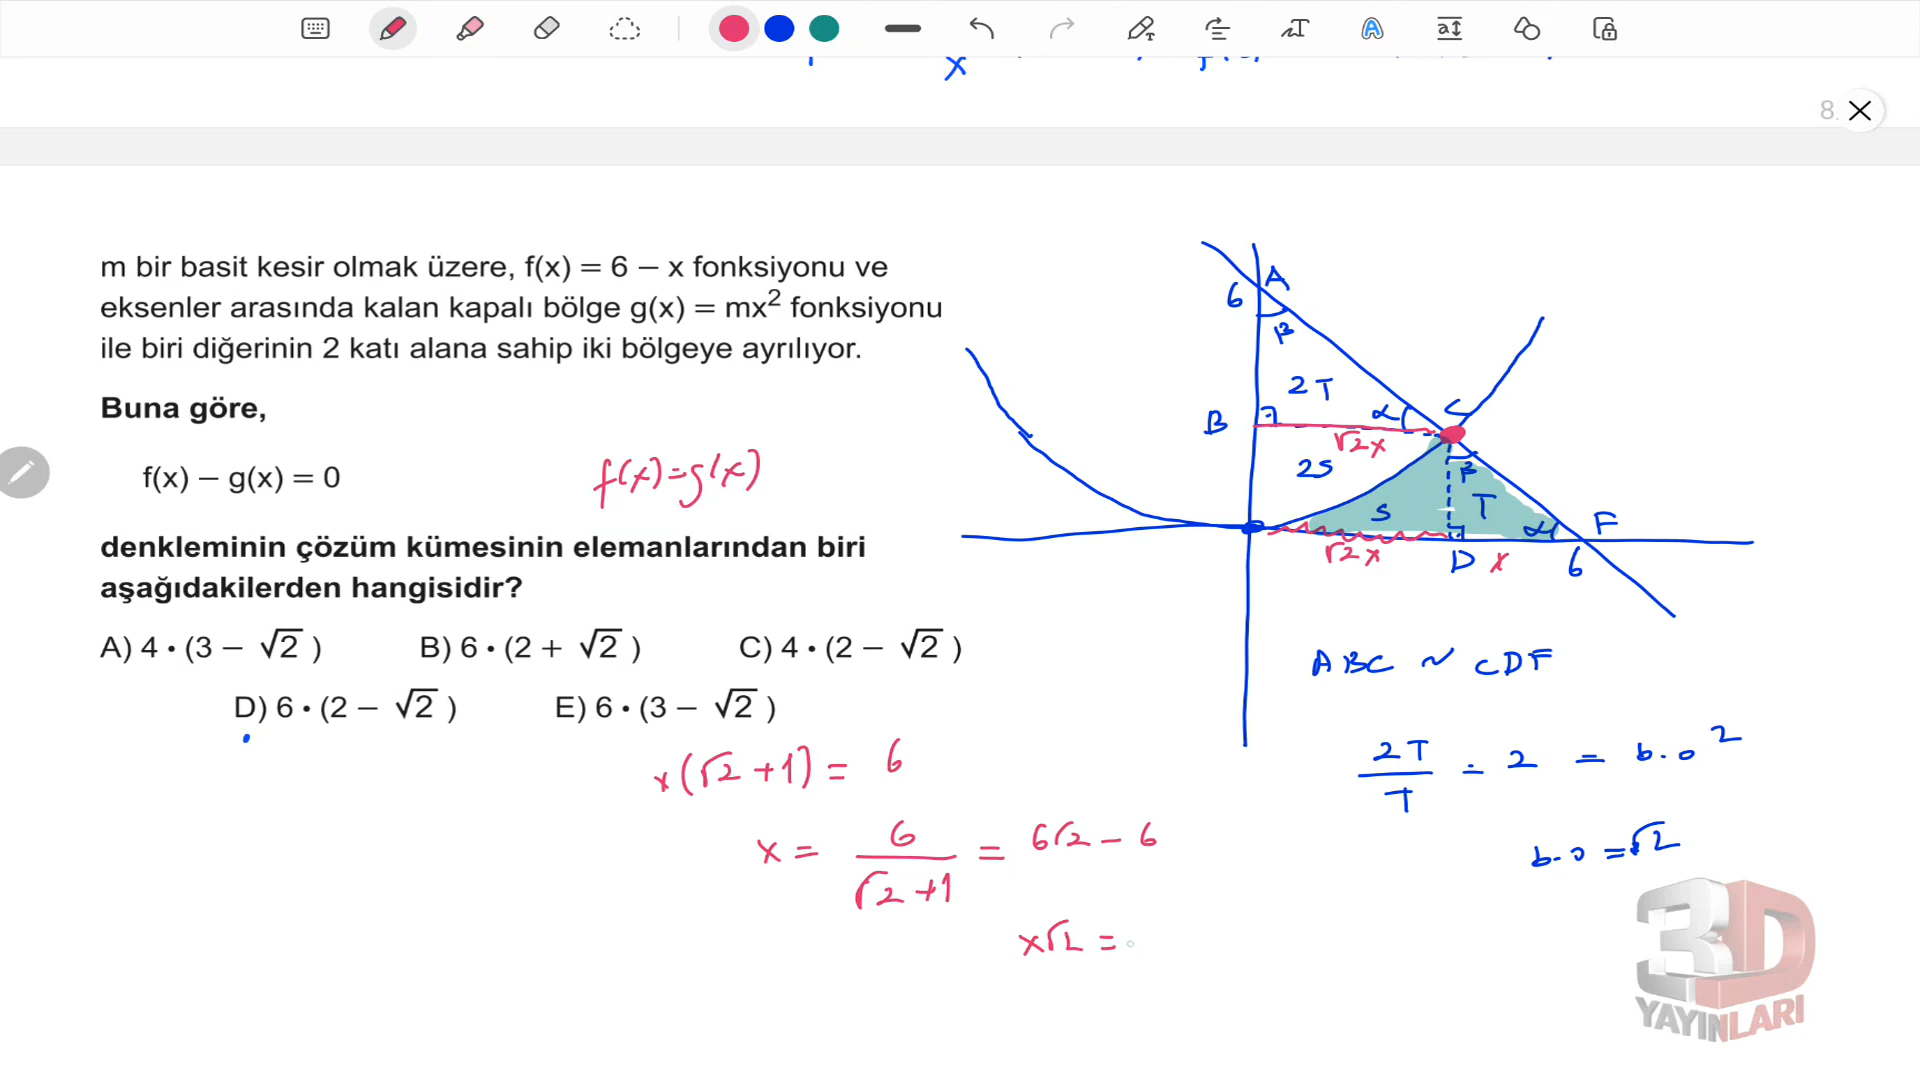 8.
m bir basit kesir olmak üzere, f(x) = 6 − x fonksiyonu ve
eksenler arasında kalan kapalı bölge g(x) = mx² fonksiyonu
ile biri diğerinin 2 katı alana sahip iki bölgeye ayrılıyor.
Buna göre,
f(x) − g(x) = 0
f(x)=g(x)
denkleminin çözüm kümesinin elemanlarından biri
aşağıdakilerden hangisidir?
A) 4 • (3 − √2 ) B) 6 • (2 + √2 ) C) 4 • (2 − √2 )
D) 6 • (2 − √2 ) E) 6 • (3 − √2 )
x(√2 +1) = 6
x = 6/(√2 +1) = 6√2 − 6
x√2 =
A
6
β
2T
B
α
C
√2x
2S
β
S
T
α
F
√2x
D
x
6
ABC ~ CDF
2T/T = 2 = b.o²
b.o = √2
3D
YAYINLARI